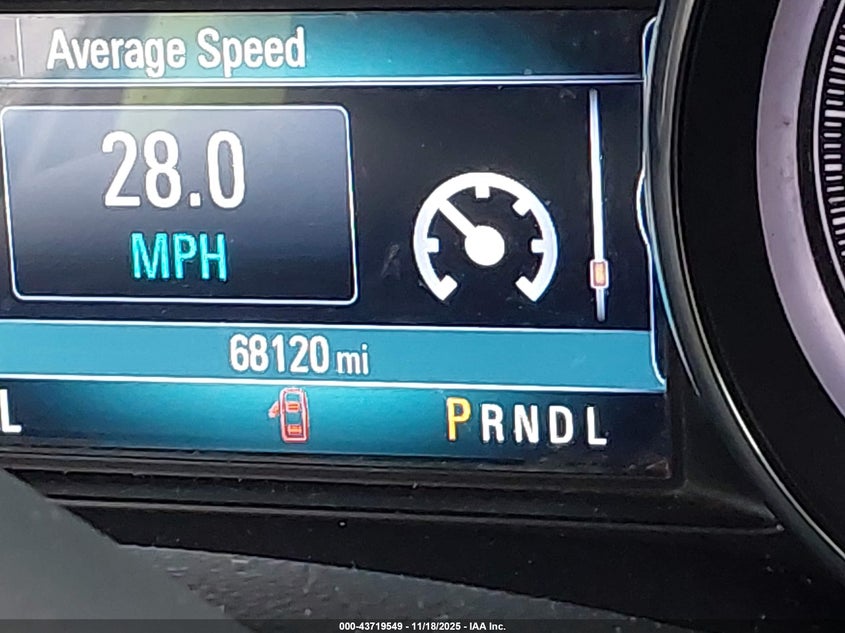 Average Speed
28.0
MPH
68120 mi
L
PRNDL
000-43719549 - 11/18/2025 - IAA Inc.